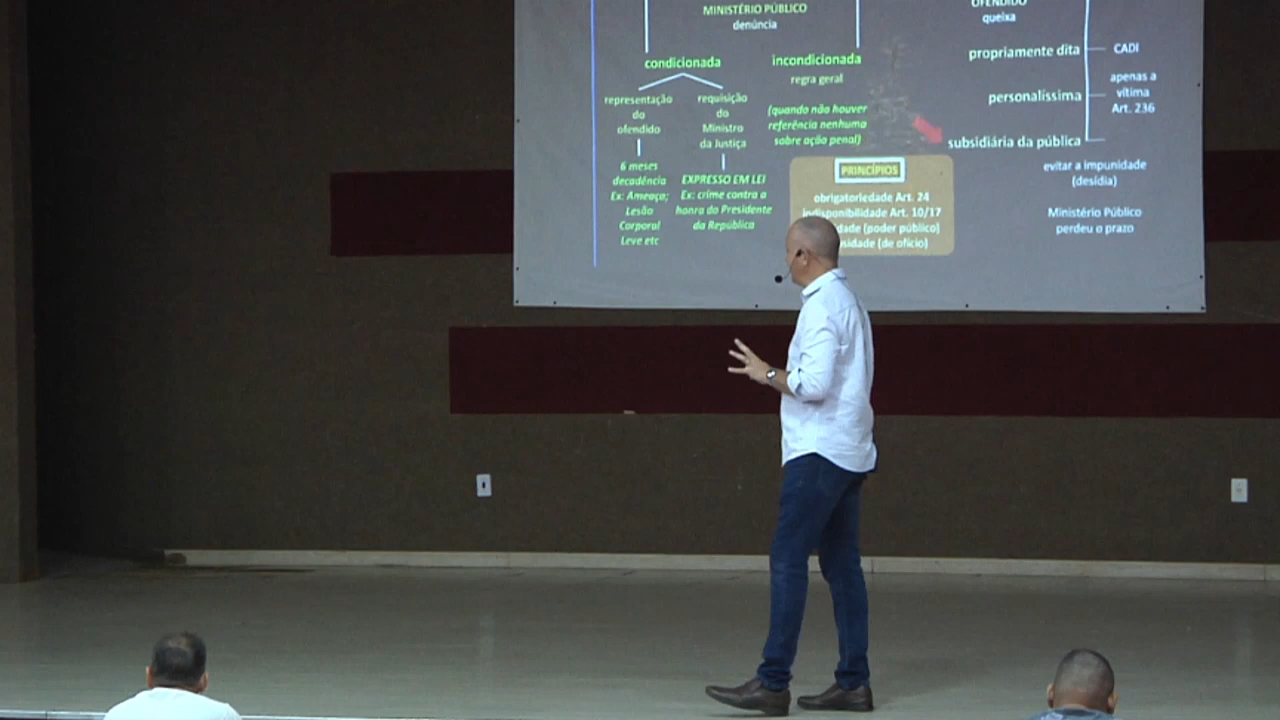 MINISTÉRIO PÚBLICO
denúncia
condicionada
representação
do
ofendido
6 meses
decadência
Ex: Ameaça;
Lesão
Corporal
Leve etc
requisição
do
Ministro
da Justiça
EXPRESSO EM LEI
Ex: crime contra a
honra do Presidente
da República
incondicionada
regra geral
(quando não houver
referência nenhuma
sobre ação penal)
PRINCÍPIOS
obrigatoriedade Art. 24
indisponibilidade Art. 10/17
(poder público)
(de ofício)
OFENDIDO
queixa
propriamente dita
CADI
personalíssima
apenas a
vítima
Art. 236
subsidiária da pública
evitar a impunidade
(desídia)
Ministério Público
perdeu o prazo